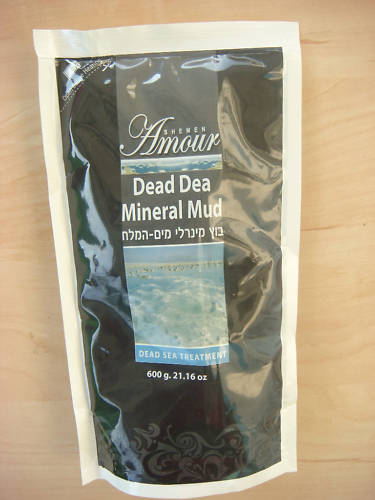 SHEMEN
Amour
Dead Dea
Mineral Mud
בוץ מינרלי מים-המלח
DEAD SEA TREATMENT
600 g. 21.16 oz